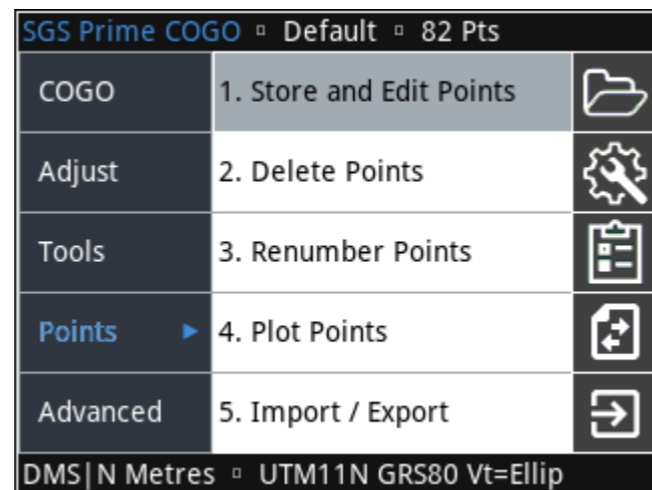 SGS Prime COGO ▫ Default ▫ 82 Pts
COGO
Adjust
Tools
Points ▸
Advanced
1. Store and Edit Points
2. Delete Points
3. Renumber Points
4. Plot Points
5. Import / Export
DMS|N Metres ▫ UTM11N GRS80 Vt=Ellip